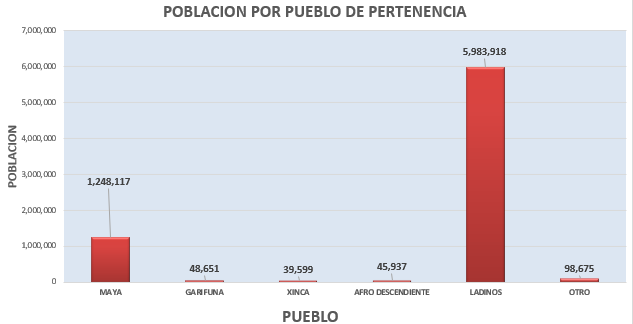 POBLACION POR PUEBLO DE PERTENENCIA
7,000,000
6,000,000
5,000,000
4,000,000
3,000,000
2,000,000
1,000,000
0
POBLACION
1,248,117
48,651
39,599
45,937
5,983,918
98,675
MAYA
GARIFUNA
XINCA
AFRO DESCENDIENTE
LADINOS
OTRO
PUEBLO